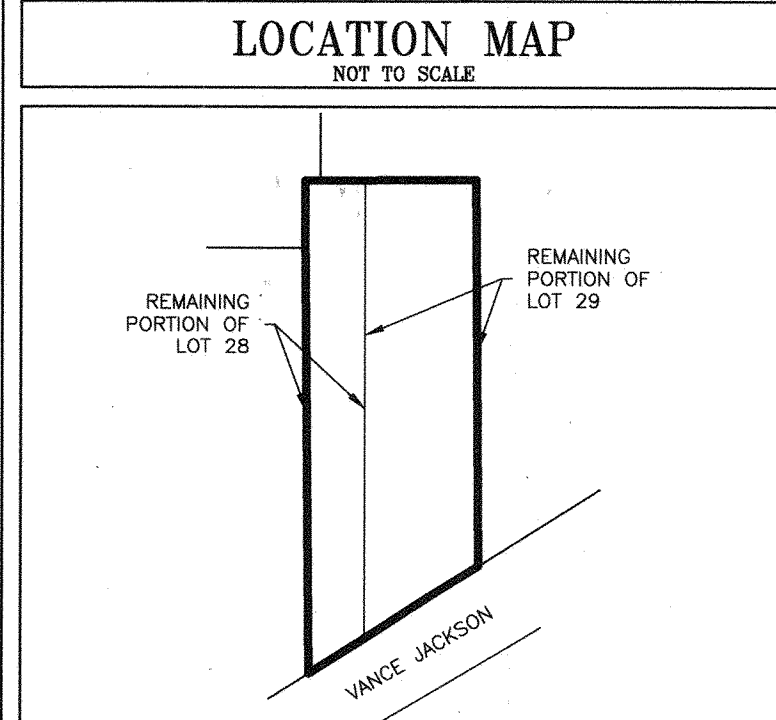 LOCATION MAP
NOT TO SCALE
REMAINING
PORTION OF
LOT 29
REMAINING
PORTION OF
LOT 28
VANCE JACKSON